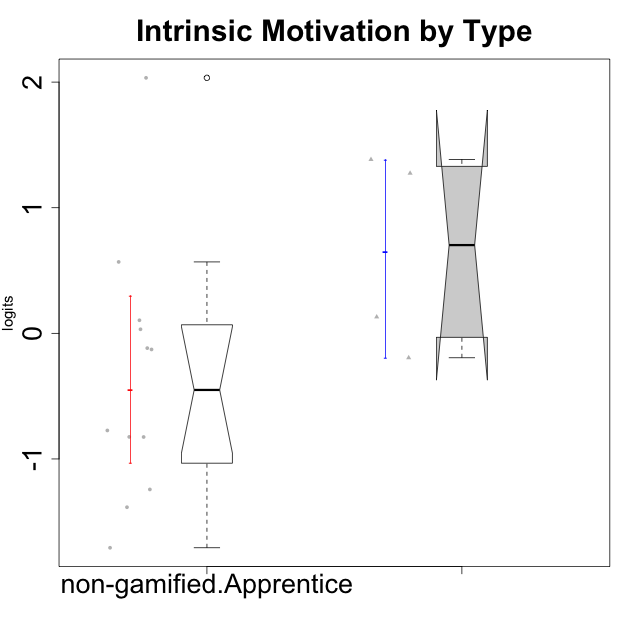 Intrinsic Motivation by Type
2
1
0
-1
logits
non-gamified.Apprentice